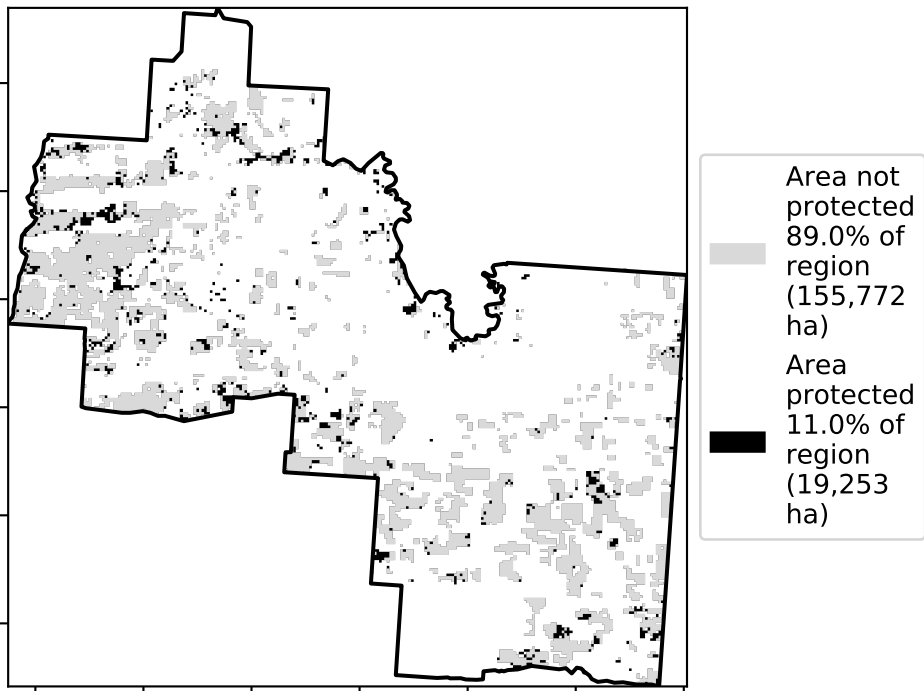 Area not
protected
89.0% of
region
(155,772
ha)
Area
protected
11.0% of
region
(19,253
ha)